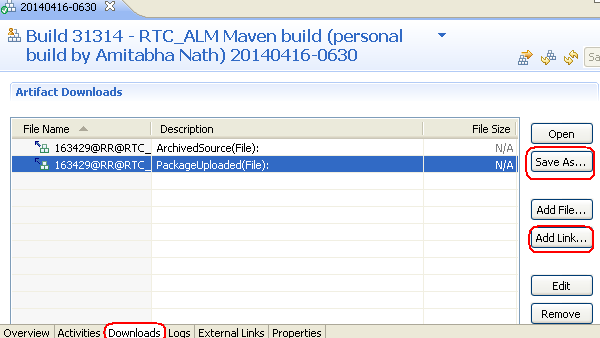 20140416-0630
Build 31314 - RTC_ALM Maven build (personal
build by Amitabha Nath) 20140416-0630
Sa
Artifact Downloads
File Name Description File Size
163429@RR@RTC_ ArchivedSource(File): N/A
163429@RR@RTC_ PackageUploaded(File): N/A
Open
Save As...
Add File...
Add Link...
Edit
Remove
Overview Activities Downloads Logs External Links Properties